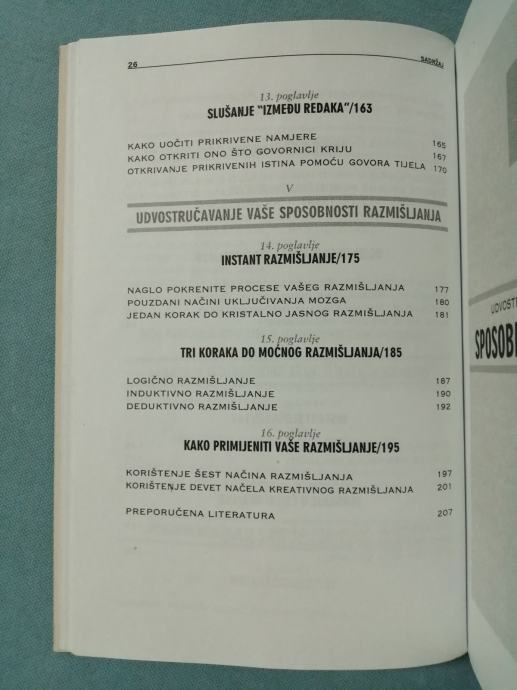 26
SADRŽAJ
13. poglavlje
SLUŠANJE "IZMEĐU REDAKA"/163
KAKO UOČITI PRIKRIVENE NAMJERE 165
KAKO OTKRITI ONO ŠTO GOVORNICI KRIJU 167
OTKRIVANJE PRIKRIVENIH ISTINA POMOĆU GOVORA TIJELA 170
V
UDVOSTRUČAVANJE VAŠE SPOSOBNOSTI RAZMIŠLJANJA
14. poglavlje
INSTANT RAZMIŠLJANJE/175
NAGLO POKRENITE PROCESE VAŠEG RAZMIŠLJANJA 177
POUZDANI NAČINI UKLJUČIVANJA MOZGA 180
JEDAN KORAK DO KRISTALNO JASNOG RAZMIŠLJANJA 181
15. poglavlje
TRI KORAKA DO MOĆNOG RAZMIŠLJANJA/185
LOGIČNO RAZMIŠLJANJE 187
INDUKTIVNO RAZMIŠLJANJE 190
DEDUKTIVNO RAZMIŠLJANJE 192
16. poglavlje
KAKO PRIMIJENITI VAŠE RAZMIŠLJANJE/195
KORIŠTENJE ŠEST NAČINA RAZMIŠLJANJA 197
KORIŠTENJE DEVET NAČELA KREATIVNOG RAZMIŠLJANJA 201
PREPORUČENA LITERATURA 207
UDVOSTR
SPOSOB